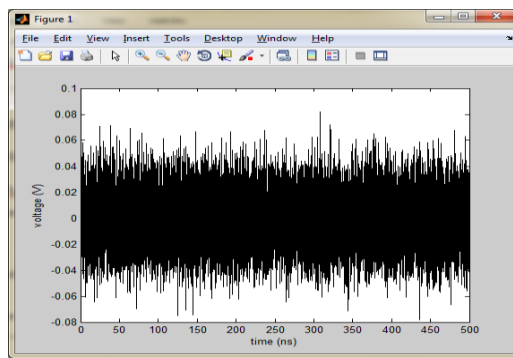 Figure 1
File Edit View Insert Tools Desktop Window Help
0.1
0.08
0.06
0.04
0.02
0
-0.02
-0.04
-0.06
-0.08
voltage (V)
0 50 100 150 200 250 300 350 400 450 500
time (ns)